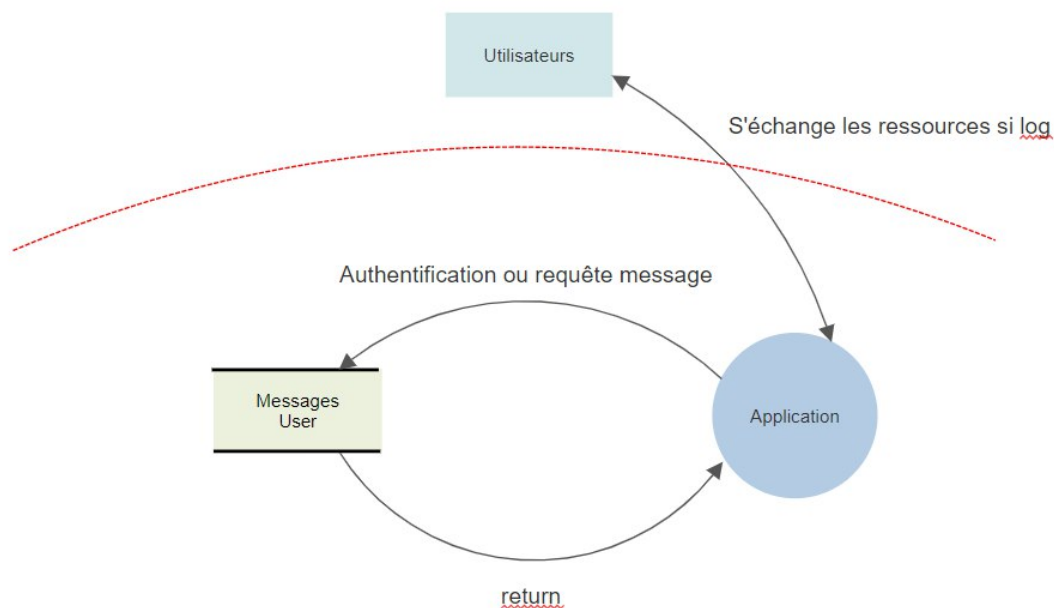 Utilisateurs
S'échange les ressources si log
Authentification ou requête message
Messages
User
Application
return